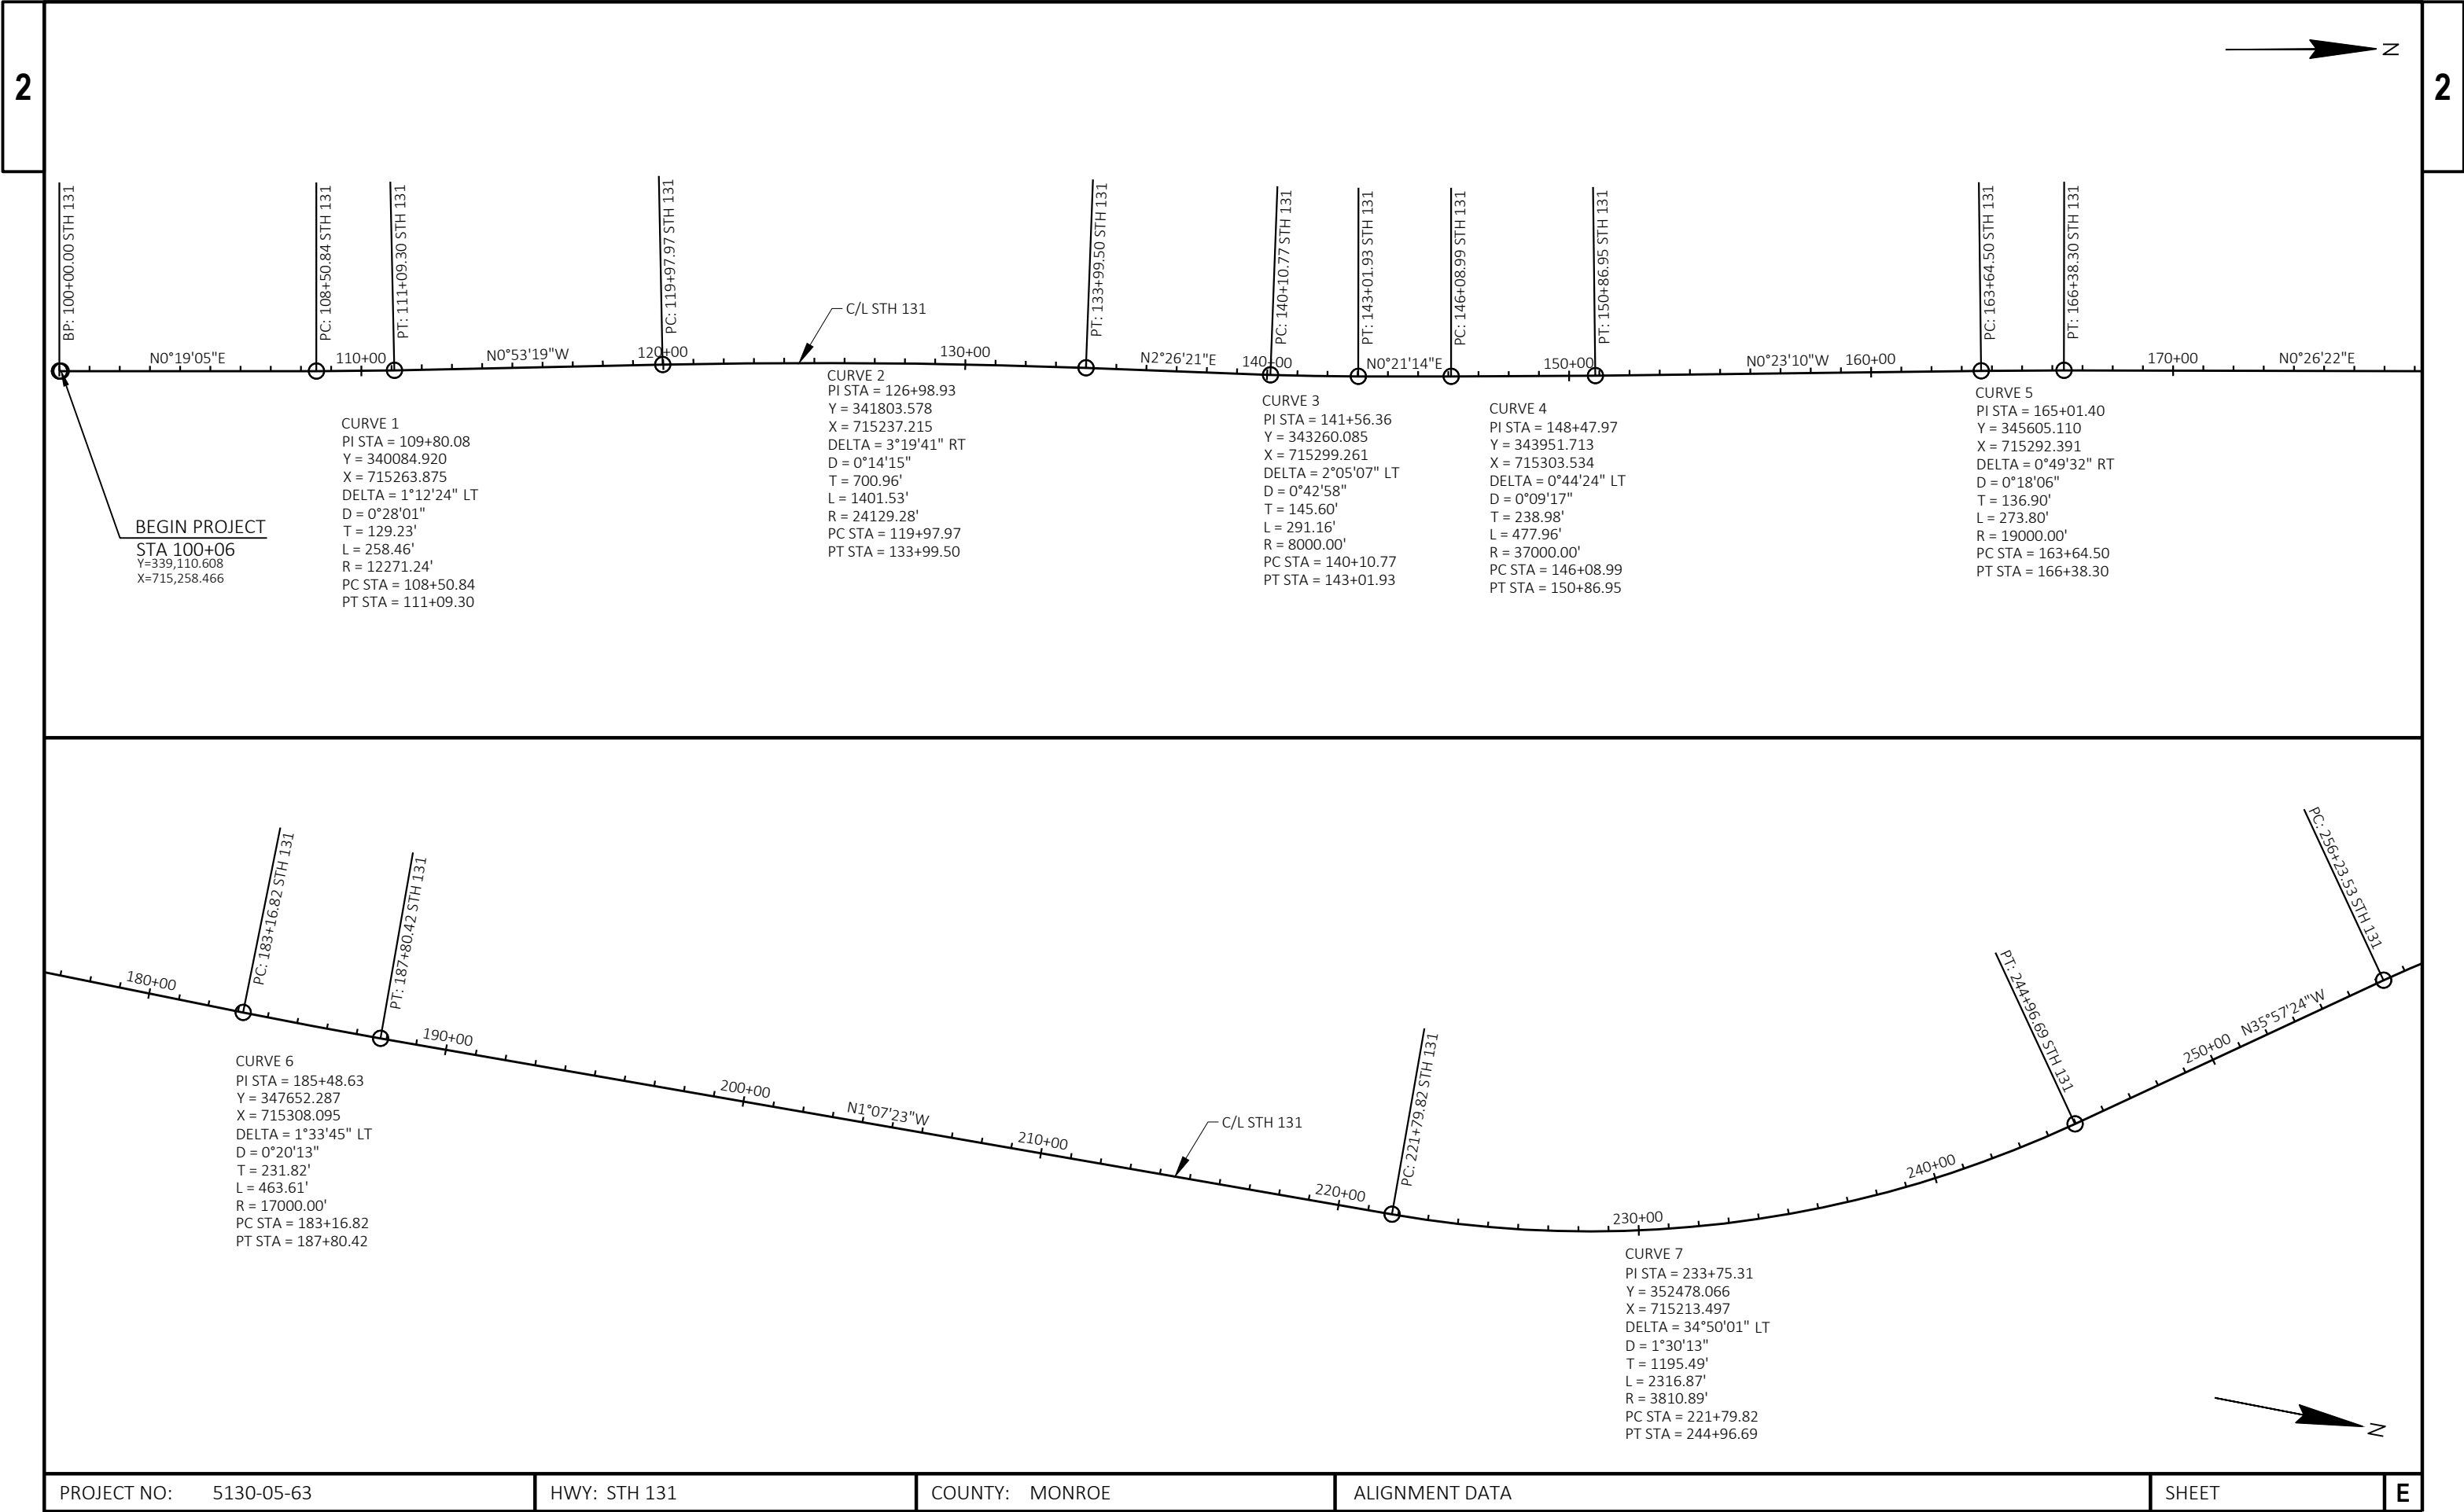 2
2
N
BP: 100+00.00 STH 131
PC: 108+50.84 STH 131
PT: 111+09.30 STH 131
PC: 119+97.97 STH 131
PT: 133+99.50 STH 131
PC: 140+10.77 STH 131
PT: 143+01.93 STH 131
PC: 146+08.99 STH 131
PT: 150+86.95 STH 131
PC: 163+64.50 STH 131
PT: 166+38.30 STH 131
C/L STH 131
N0°19'05"E
110+00
N0°53'19"W
120+00
130+00
N2°26'21"E
140+00
N0°21'14"E
150+00
N0°23'10"W
160+00
170+00
N0°26'22"E
BEGIN PROJECT
STA 100+06
Y=339,110.608
X=715,258.466
CURVE 1
PI STA = 109+80.08
Y = 340084.920
X = 715263.875
DELTA = 1°12'24" LT
D = 0°28'01"
T = 129.23'
L = 258.46'
R = 12271.24'
PC STA = 108+50.84
PT STA = 111+09.30
CURVE 2
PI STA = 126+98.93
Y = 341803.578
X = 715237.215
DELTA = 3°19'41" RT
D = 0°14'15"
T = 700.96'
L = 1401.53'
R = 24129.28'
PC STA = 119+97.97
PT STA = 133+99.50
CURVE 3
PI STA = 141+56.36
Y = 343260.085
X = 715299.261
DELTA = 2°05'07" LT
D = 0°42'58"
T = 145.60'
L = 291.16'
R = 8000.00'
PC STA = 140+10.77
PT STA = 143+01.93
CURVE 4
PI STA = 148+47.97
Y = 343951.713
X = 715303.534
DELTA = 0°44'24" LT
D = 0°09'17"
T = 238.98'
L = 477.96'
R = 37000.00'
PC STA = 146+08.99
PT STA = 150+86.95
CURVE 5
PI STA = 165+01.40
Y = 345605.110
X = 715292.391
DELTA = 0°49'32" RT
D = 0°18'06"
T = 136.90'
L = 273.80'
R = 19000.00'
PC STA = 163+64.50
PT STA = 166+38.30
PC: 183+16.82 STH 131
PT: 187+80.42 STH 131
PC: 221+79.82 STH 131
PT: 244+96.69 STH 131
PC: 256+23.53 STH 131
180+00
190+00
200+00
N1°07'23"W
210+00
C/L STH 131
220+00
230+00
240+00
250+00
N35°57'24"W
CURVE 6
PI STA = 185+48.63
Y = 347652.287
X = 715308.095
DELTA = 1°33'45" LT
D = 0°20'13"
T = 231.82'
L = 463.61'
R = 17000.00'
PC STA = 183+16.82
PT STA = 187+80.42
CURVE 7
PI STA = 233+75.31
Y = 352478.066
X = 715213.497
DELTA = 34°50'01" LT
D = 1°30'13"
T = 1195.49'
L = 2316.87'
R = 3810.89'
PC STA = 221+79.82
PT STA = 244+96.69
N
PROJECT NO: 5130-05-63
HWY: STH 131
COUNTY: MONROE
ALIGNMENT DATA
SHEET
E